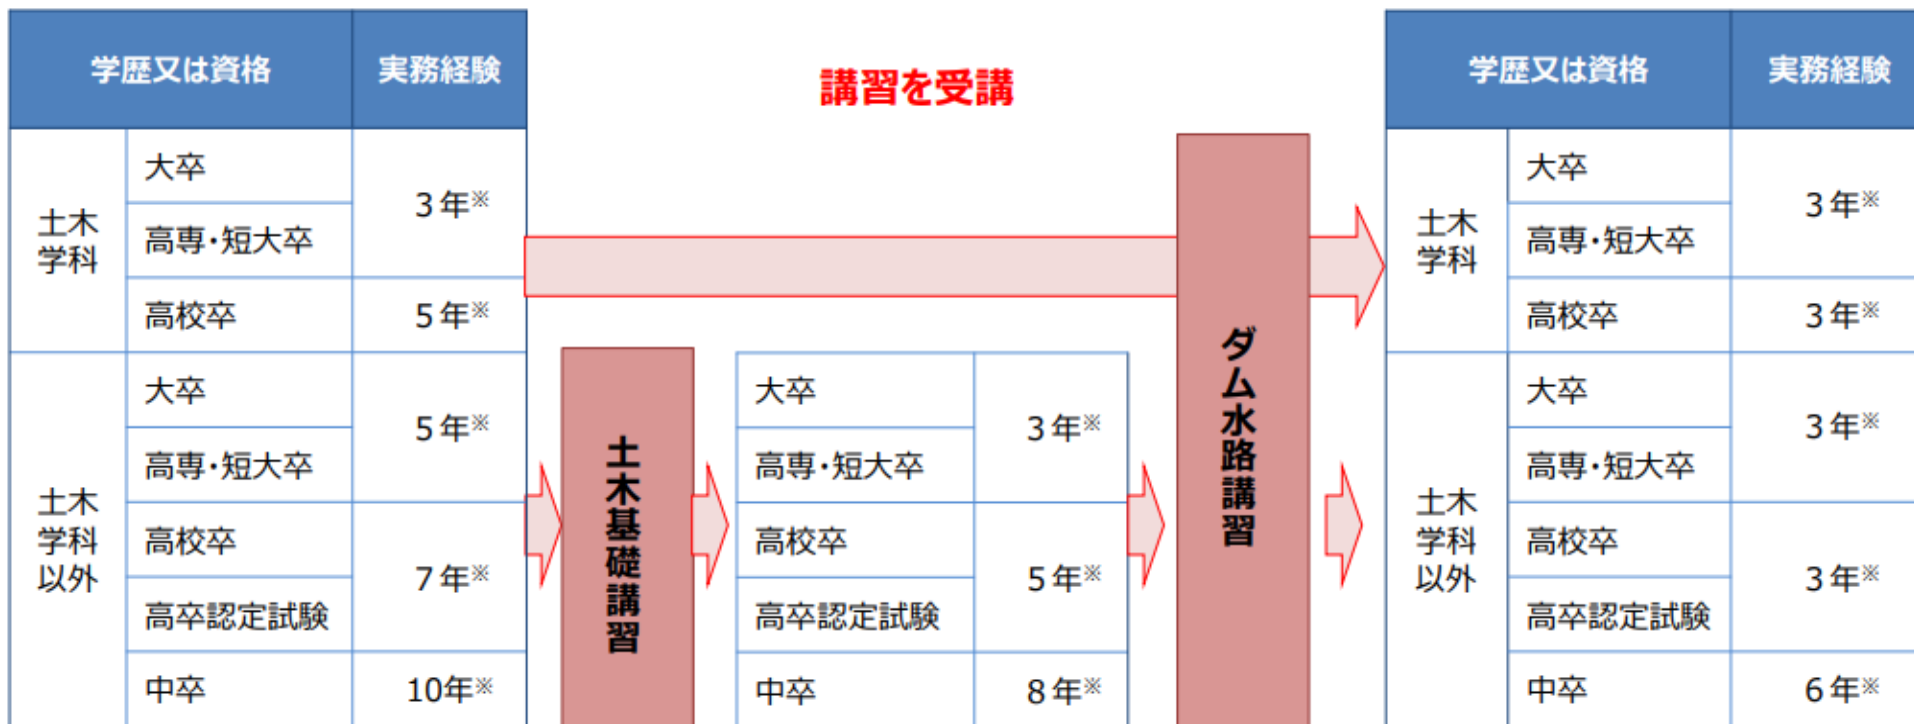 学歴又は資格 実務経験
土木
学科
大卒
高専・短大卒
3年※
高校卒 5年※
土木
学科
以外
大卒
高専・短大卒
5年※
高校卒
高卒認定試験
7年※
中卒 10年※
講習を受講
土木基礎講習
大卒
高専・短大卒
3年※
高校卒
高卒認定試験
5年※
中卒 8年※
ダム水路講習
学歴又は資格 実務経験
土木
学科
大卒
高専・短大卒
3年※
高校卒 3年※
土木
学科
以外
大卒
高専・短大卒
3年※
高校卒
高卒認定試験
3年※
中卒 6年※